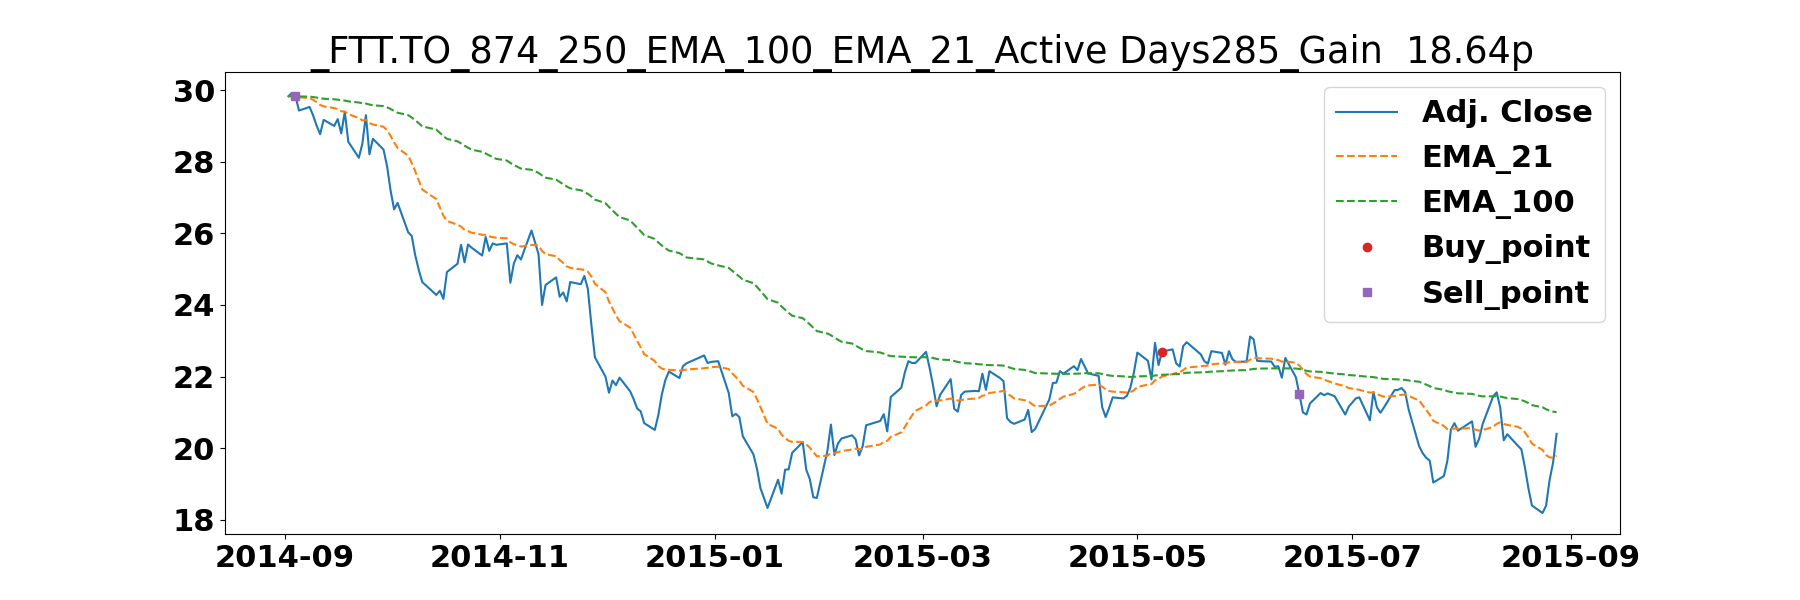 _FTT.TO_874_250_EMA_100_EMA_21_Active Days285_Gain  18.64p
30
28
26
24
22
20
18
2014-09
2014-11
2015-01
2015-03
2015-05
2015-07
2015-09
Adj. Close
EMA_21
EMA_100
Buy_point
Sell_point